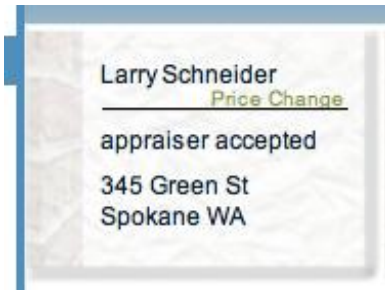 Larry Schneider
Price Change
appraiser accepted
345 Green St
Spokane WA